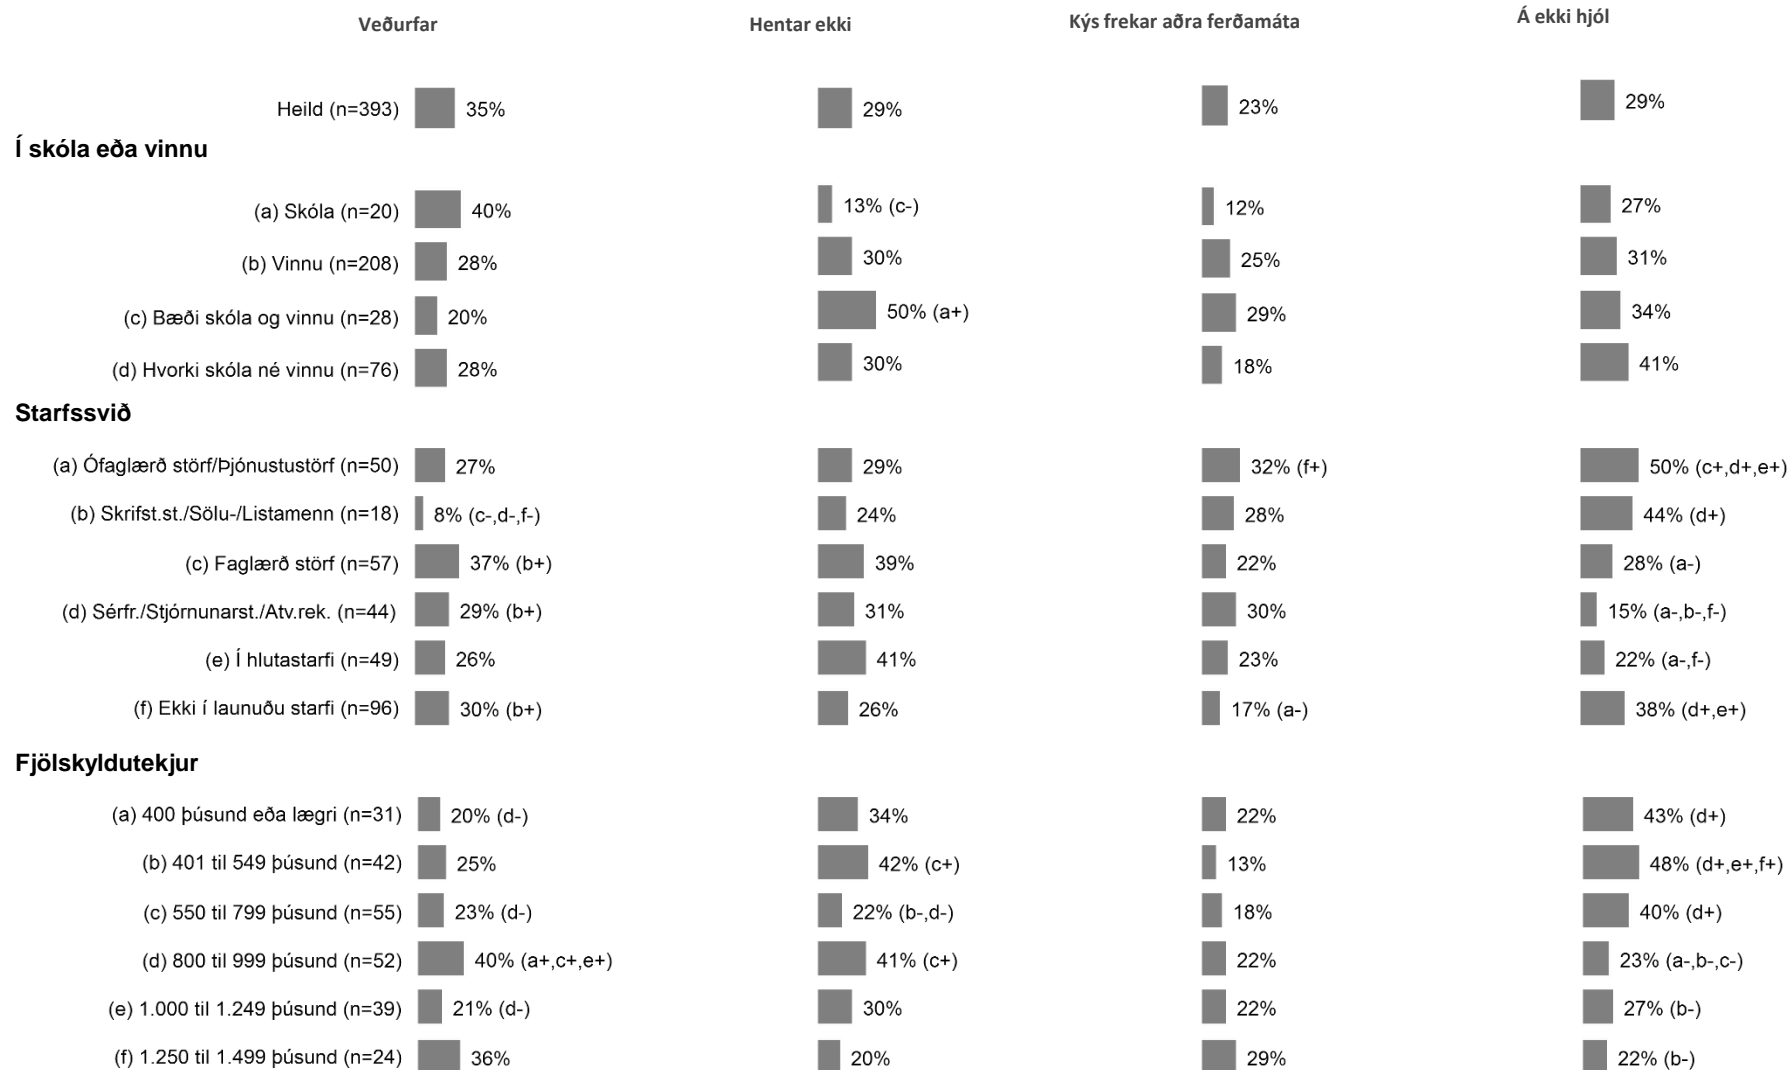 Veðurfar Hentar ekki Kýs frekar aðra ferðamáta Á ekki hjól
Heild (n=393) 35% 29% 23% 29%
Í skóla eða vinnu
(a) Skóla (n=20) 40% 13% (c-) 12% 27%
(b) Vinnu (n=208) 28% 30% 25% 31%
(c) Bæði skóla og vinnu (n=28) 20% 50% (a+) 29% 34%
(d) Hvorki skóla né vinnu (n=76) 28% 30% 18% 41%
Starfssvið
(a) Ófaglærð störf/Þjónustustörf (n=50) 27% 29% 32% (f+) 50% (c+,d+,e+)
(b) Skrifst.st./Sölu-/Listamenn (n=18) 8% (c-,d-,f-) 24% 28% 44% (d+)
(c) Faglærð störf (n=57) 37% (b+) 39% 22% 28% (a-)
(d) Sérfr./Stjórnunarst./Atv.rek. (n=44) 29% (b+) 31% 30% 15% (a-,b-,f-)
(e) Í hlutastarfi (n=49) 26% 41% 23% 22% (a-,f-)
(f) Ekki í launuðu starfi (n=96) 30% (b+) 26% 17% (a-) 38% (d+,e+)
Fjölskyldutekjur
(a) 400 þúsund eða lægri (n=31) 20% (d-) 34% 22% 43% (d+)
(b) 401 til 549 þúsund (n=42) 25% 42% (c+) 13% 48% (d+,e+,f+)
(c) 550 til 799 þúsund (n=55) 23% (d-) 22% (b-,d-) 18% 40% (d+)
(d) 800 til 999 þúsund (n=52) 40% (a+,c+,e+) 41% (c+) 22% 23% (a-,b-,c-)
(e) 1.000 til 1.249 þúsund (n=39) 21% (d-) 30% 22% 27% (b-)
(f) 1.250 til 1.499 þúsund (n=24) 36% 20% 29% 22% (b-)